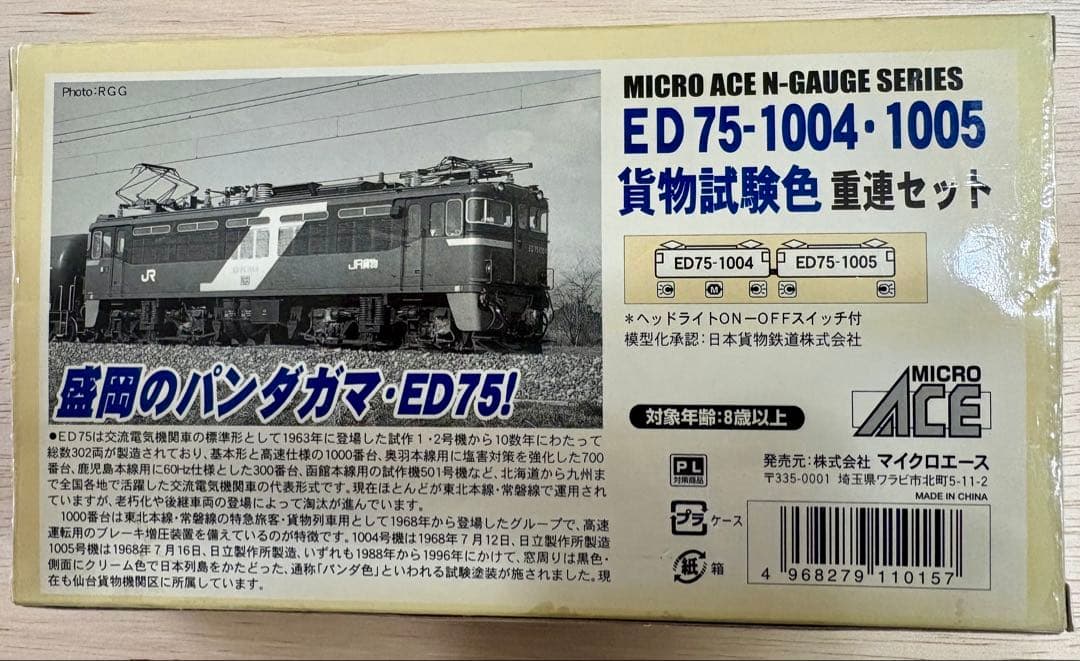 Photo:RGG
MICRO ACE N-GAUGE SERIES
ED75-1004・1005
貨物試験色 重連セット
JR
JR貨物
ED75-1004 ED75-1005
C M C C C
＊ヘッドライトON－OFFスイッチ付
模型化承認：日本貨物鉄道株式会社
盛岡のパンダガマ・ED75!
MICRO
ACE
対象年齢：8歳以上
●ED75は交流電気機関車の標準形として1963年に登場した試作1・2号機から10数年にわたって
総数302両が製造されており、基本形と高速仕様の1000番台、奥羽本線用に塩害対策を強化した700
番台、鹿児島本線用に60Hz仕様とした300番台、函館本線用の試作機501号機など、北海道から九州ま
で全国各地で活躍した交流電気機関車の代表形式です。現在ほとんどが東北本線・常磐線で運用され
ていますが、老朽化や後継車両の登場によって淘汰が進んでいます。
1000番台は東北本線・常磐線の特急旅客・貨物列車用として1968年から登場したグループで、高速
運転用のブレーキ増圧装置を備えているのが特徴です。1004号機は1968年7月12日、日立製作所製造
1005号機は1968年7月16日、日立製作所製造、いずれも1988年から1996年にかけて、窓周りは黒色・
側面にクリーム色で日本列島をかたどった、通称「パンダ色」といわれる試験塗装が施されました。現
在も仙台貨物機関区に所属しています。
PL
対策商品
発売元：株式会社 マイクロエース
〒335-0001 埼玉県ワラビ市北町5-11-2
MADE IN CHINA
プラ ケース
紙 箱
4 968279 110157